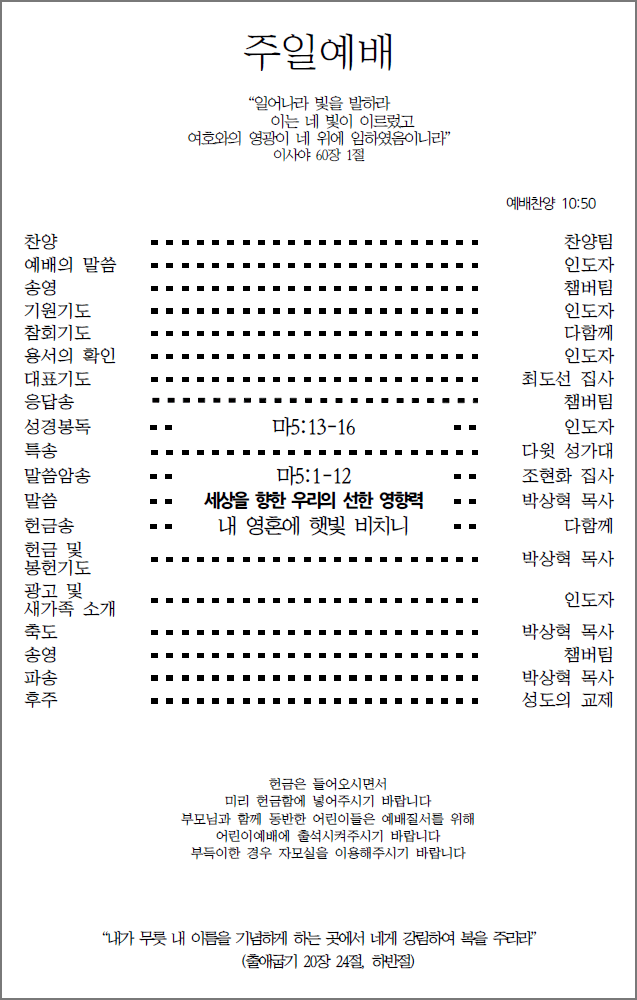 주일예배
“일어나라 빛을 발하라
이는 네 빛이 이르렀고
여호와의 영광이 네 위에 임하였음이니라”
이사야 60장 1절
예배찬양 10:50
찬양 찬양팀
예배의 말씀 인도자
송영 챔버팀
기원기도 인도자
참회기도 다함께
용서의 확인 인도자
대표기도 최도선 집사
응답송 챔버팀
성경봉독 마5:13-16 인도자
특송 다윗 성가대
말씀암송 마5:1-12 조현화 집사
말씀 세상을 향한 우리의 선한 영향력 박상혁 목사
헌금송 내 영혼에 햇빛 비치니 다함께
헌금 및
봉헌기도 박상혁 목사
광고 및
새가족 소개 인도자
축도 박상혁 목사
송영 챔버팀
파송 박상혁 목사
후주 성도의 교제
헌금은 들어오시면서
미리 헌금함에 넣어주시기 바랍니다
부모님과 함께 동반한 어린이들은 예배질서를 위해
어린이예배에 출석시켜주시기 바랍니다
부득이한 경우 자모실을 이용해주시기 바랍니다
“내가 무릇 내 이름을 기념하게 하는 곳에서 네게 강림하여 복을 주리라”
(출애굽기 20장 24절, 하반절)